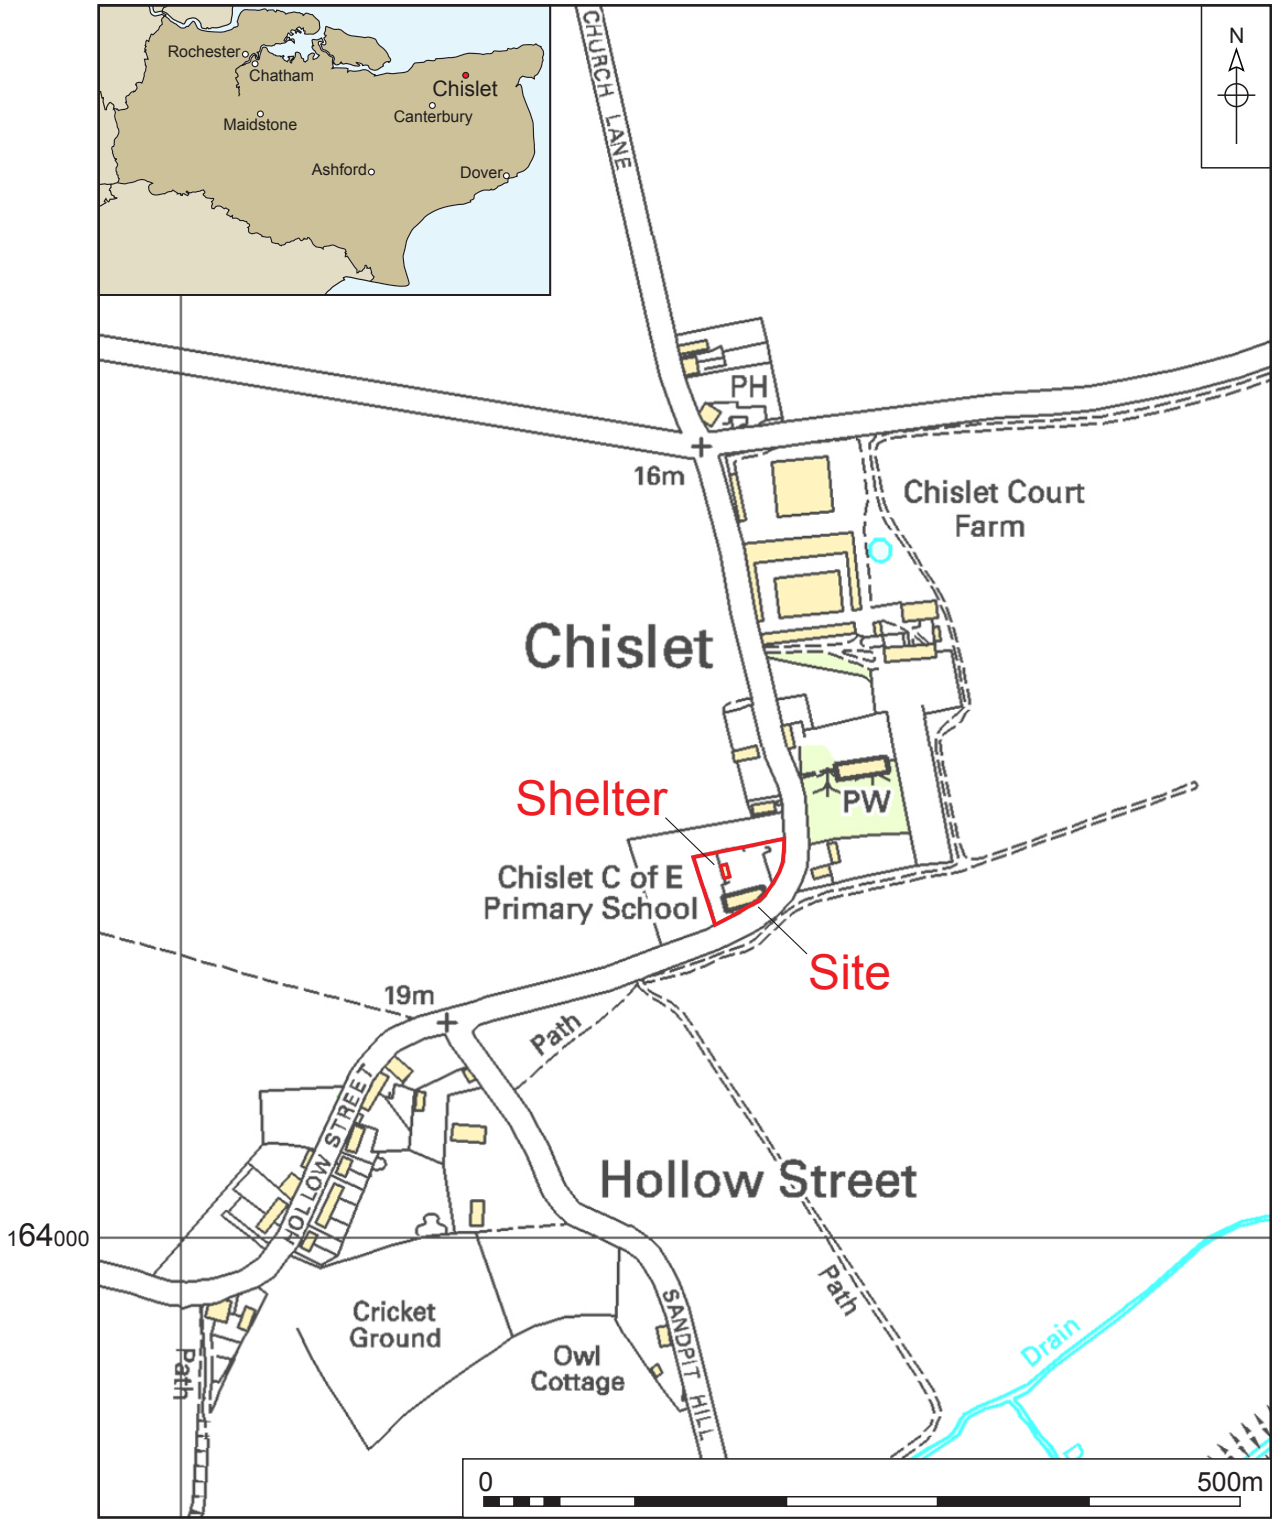 Rochester
Chatham
Chislet
Canterbury
Maidstone
Ashford
Dover
N
CHURCH LANE
PH
16m
Chislet Court
Farm
Chislet
Shelter
PW
Chislet C of E
Primary School
Site
19m
Path
HOLLOW STREET
Hollow Street
164000
Path
Cricket
Ground
Owl
Cottage
SANDPIT HILL
Drain
Path
D
0
500m